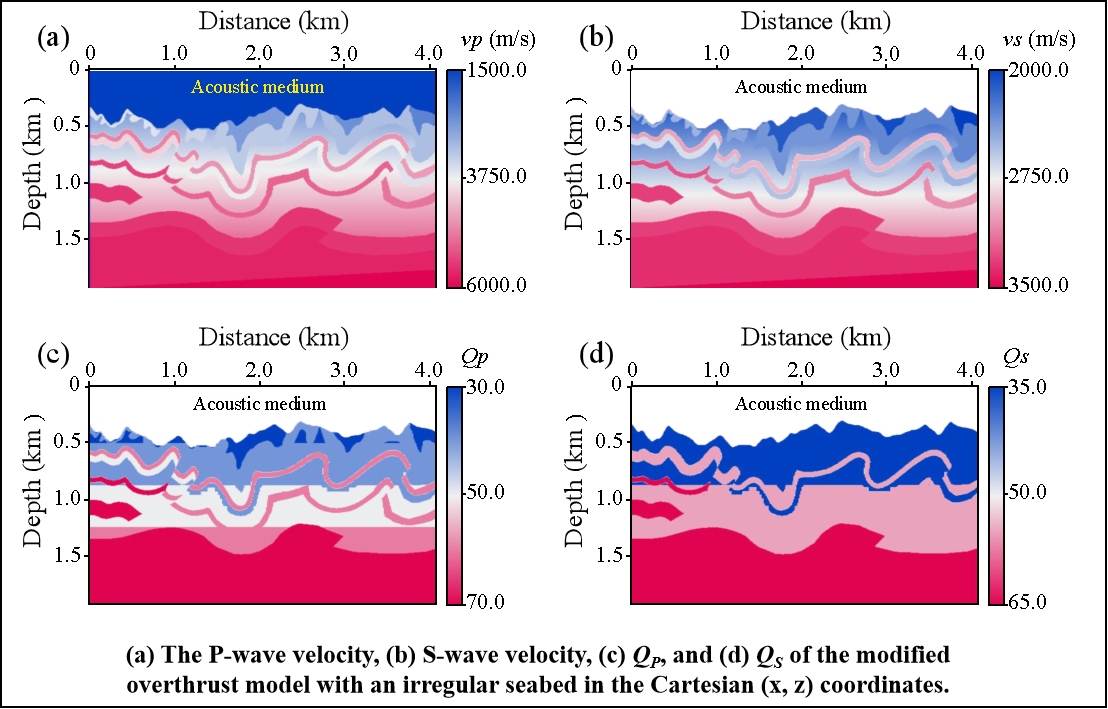 Distance (km)
(a)
vp (m/s)
0 1.0 2.0 3.0 4.0
0
0.5
1.0
1.5
Depth (km)
Acoustic medium
1500.0
3750.0
6000.0
Distance (km)
(b)
vs (m/s)
0 1.0 2.0 3.0 4.0
0
0.5
1.0
1.5
Depth (km)
Acoustic medium
2000.0
2750.0
3500.0
Distance (km)
(c)
Qp
0 1.0 2.0 3.0 4.0
0
0.5
1.0
1.5
Depth (km)
Acoustic medium
30.0
50.0
70.0
Distance (km)
(d)
Qs
0 1.0 2.0 3.0 4.0
0
0.5
1.0
1.5
Depth (km)
Acoustic medium
35.0
50.0
65.0
(a) The P-wave velocity, (b) S-wave velocity, (c) QP, and (d) QS of the modified
overthrust model with an irregular seabed in the Cartesian (x, z) coordinates.